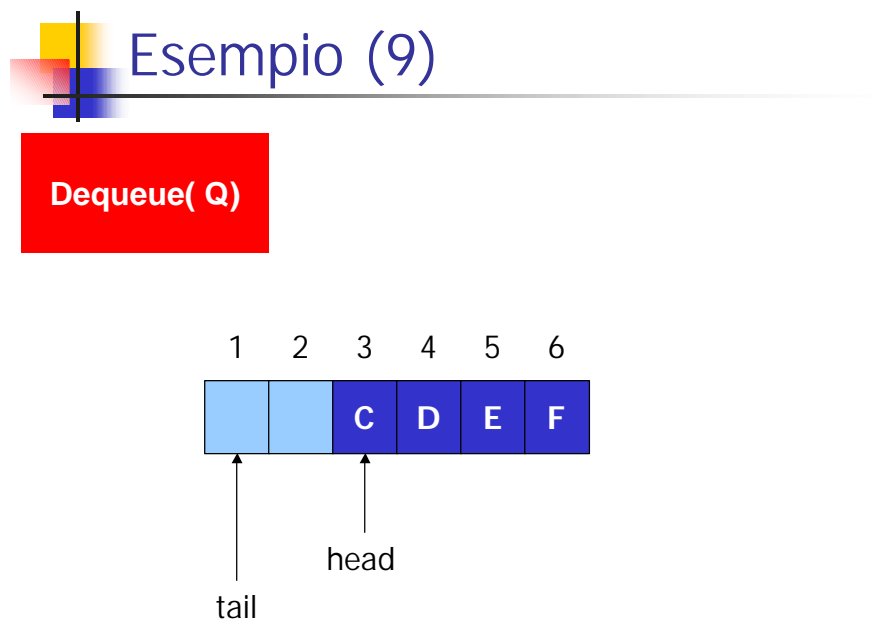 Esempio (9)
Dequeue( Q)
1 2 3 4 5 6
C D E F
head
tail